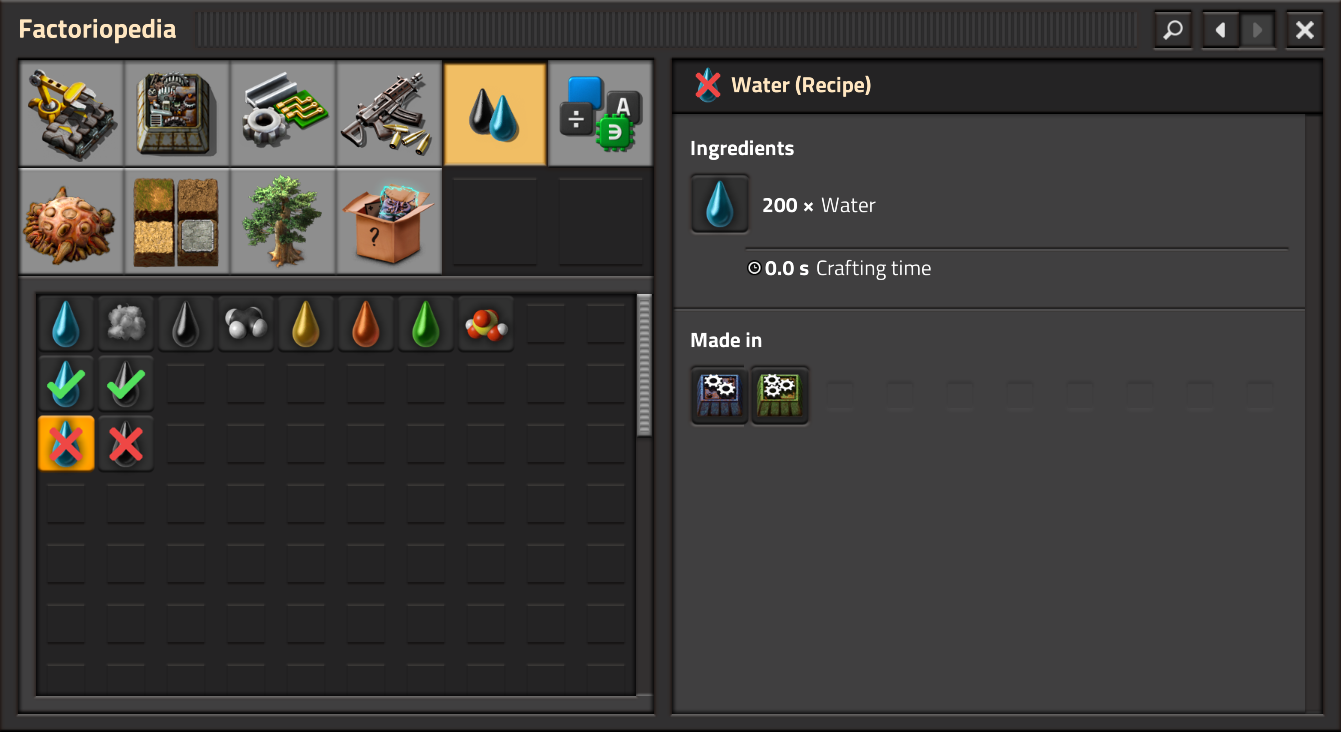 Factoriopedia
A
÷
?
Water (Recipe)
Ingredients
200 × Water
0.0 s Crafting time
Made in